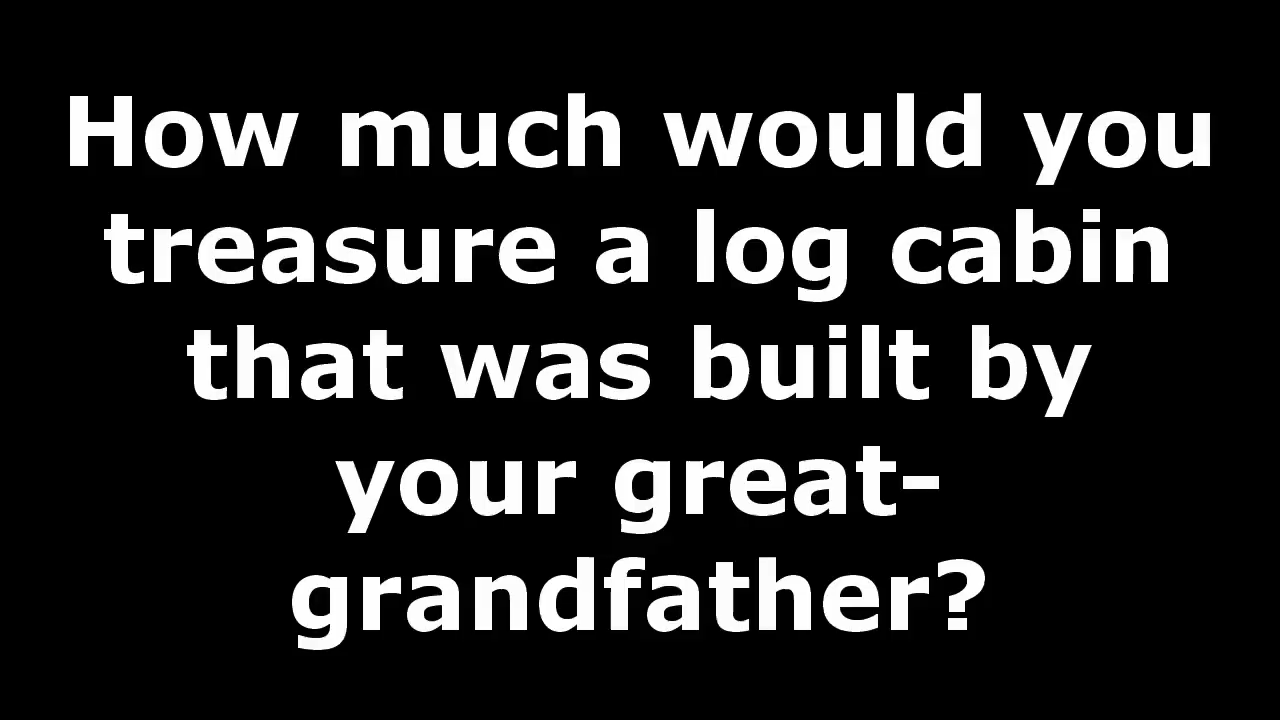 How much would you
treasure a log cabin
that was built by
your great-
grandfather?